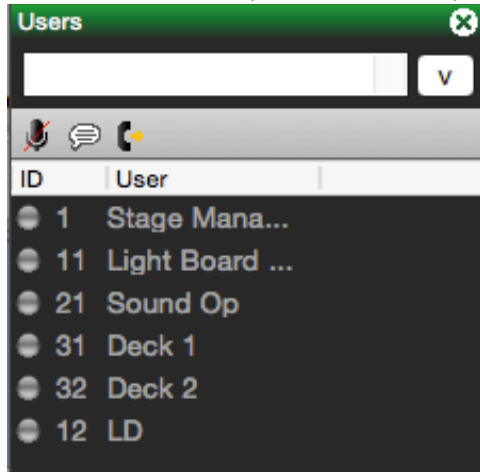 Users
v
ID User
1 Stage Mana...
11 Light Board ...
21 Sound Op
31 Deck 1
32 Deck 2
12 LD